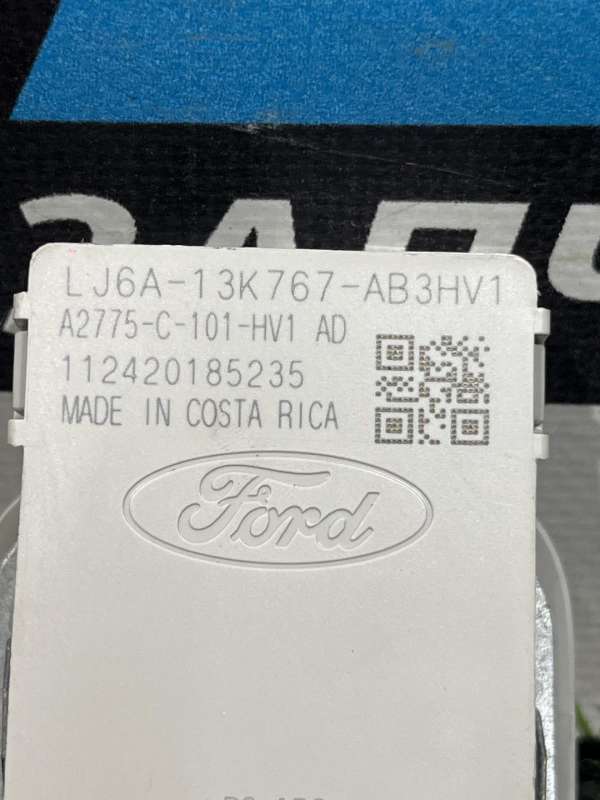 LJ6A-13K767-AB3HV1
A2775-C-101-HV1 AD
112420185235
MADE IN COSTA RICA
Ford